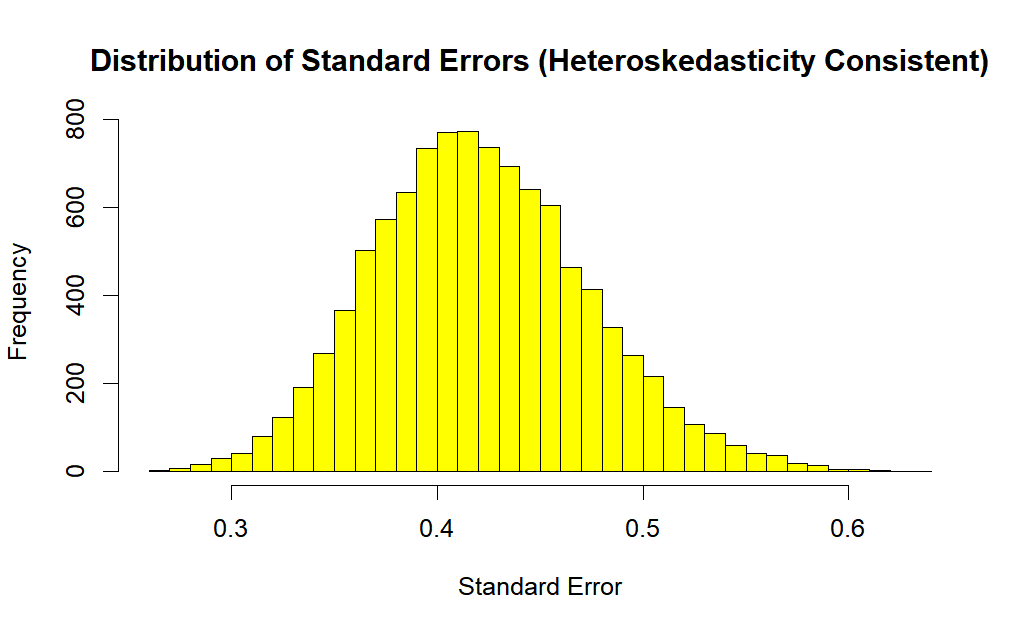 Distribution of Standard Errors (Heteroskedasticity Consistent)
800
600
400
200
0
Frequency
0.3 0.4 0.5 0.6
Standard Error